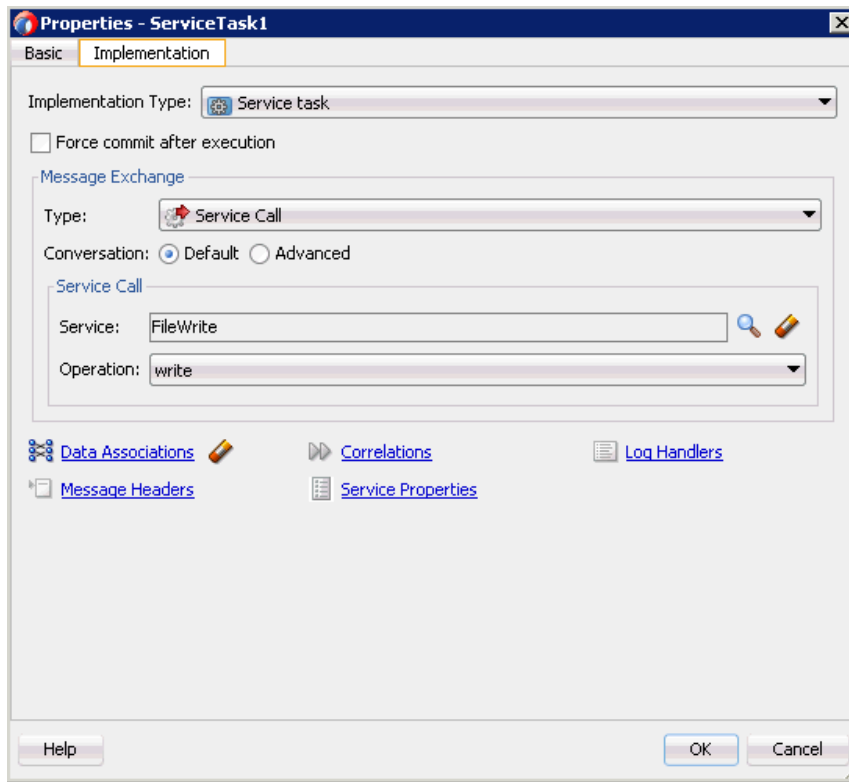 Properties - ServiceTask1
Basic Implementation
Implementation Type: Service task
Force commit after execution
Message Exchange
Type: Service Call
Conversation: Default Advanced
Service Call
Service: FileWrite
Operation: write
Data Associations Correlations Log Handlers
Message Headers Service Properties
Help OK Cancel